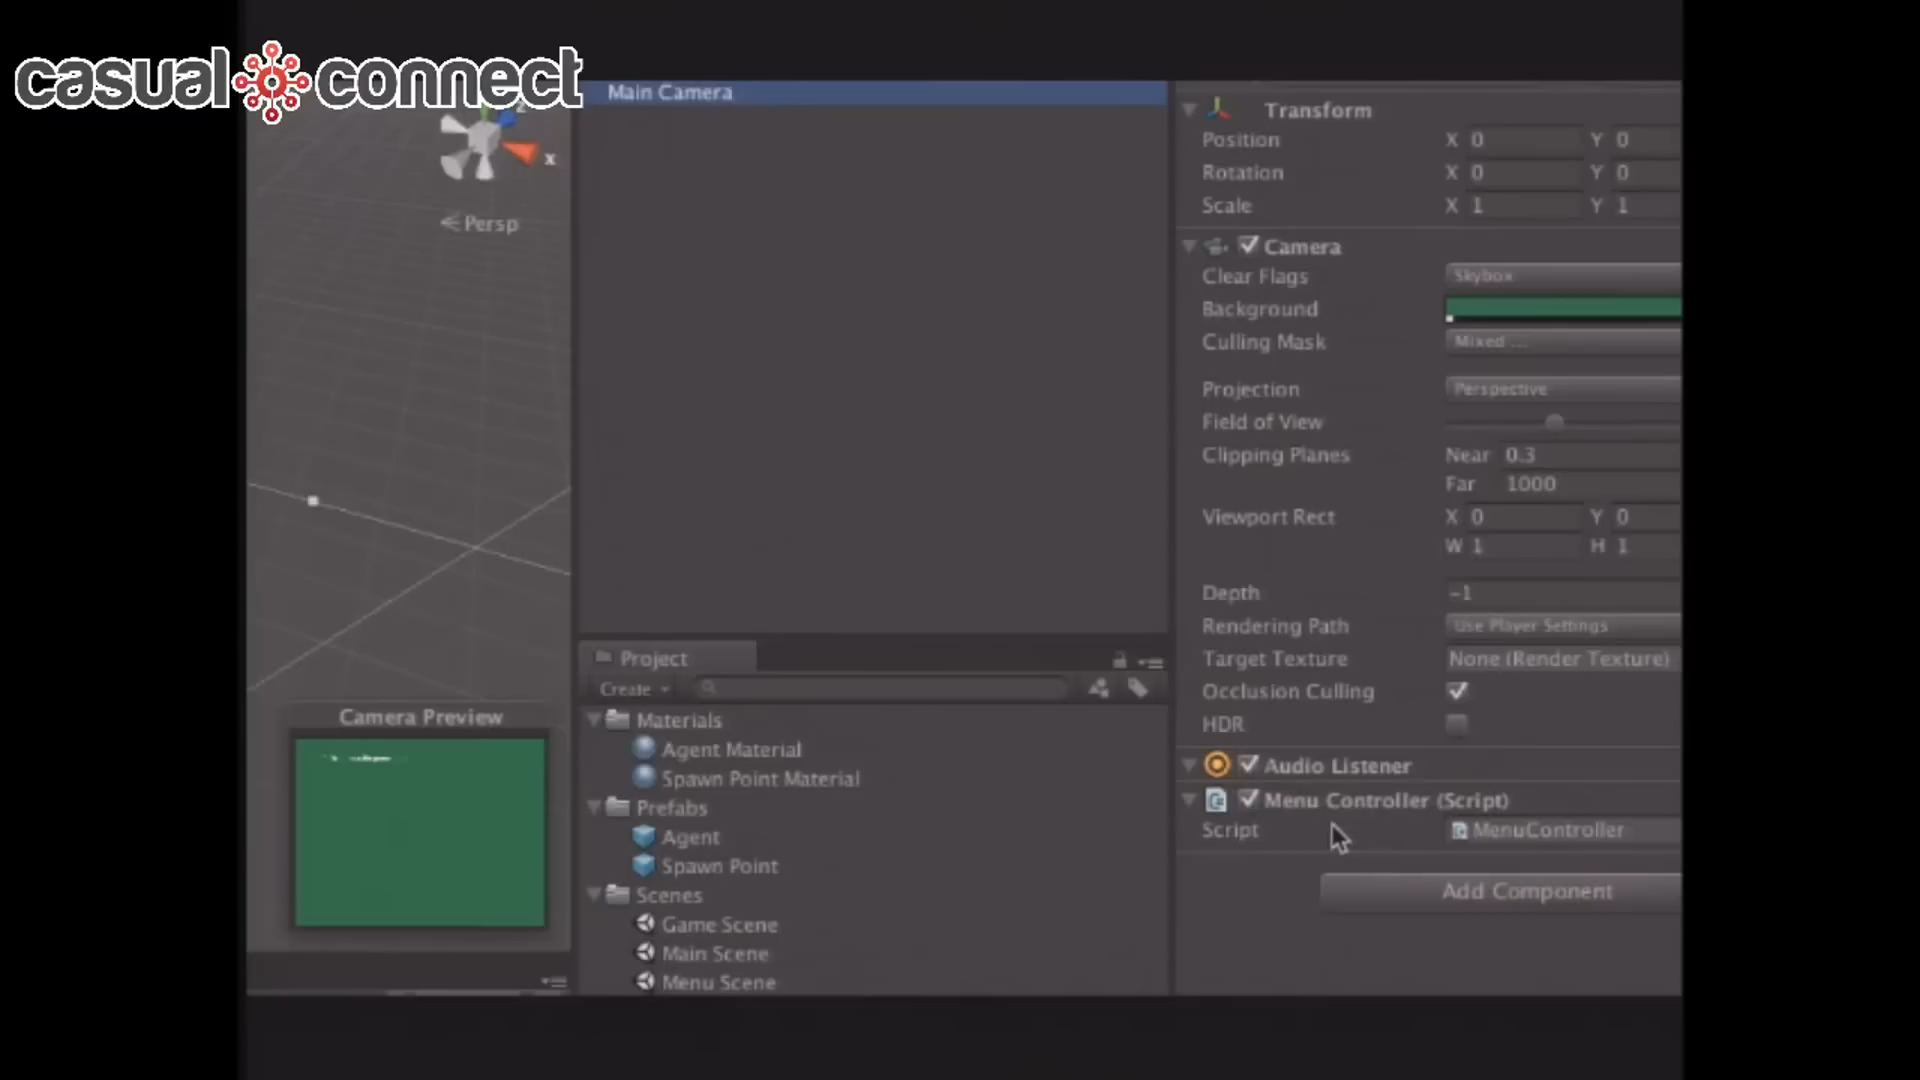 casual connect
Main Camera
x
Persp
Transform
Position X 0 Y 0
Rotation X 0 Y 0
Scale X 1 Y 1
Camera
Clear Flags Skybox
Background
Culling Mask Mixed ...
Projection Perspective
Field of View
Clipping Planes Near 0.3
Far 1000
Viewport Rect X 0 Y 0
W 1 H 1
Depth -1
Rendering Path Use Player Settings
Target Texture None (Render Texture)
Occlusion Culling
HDR
Audio Listener
Menu Controller (Script)
Script MenuController
Add Component
Project
Create
Materials
Agent Material
Spawn Point Material
Prefabs
Agent
Spawn Point
Scenes
Game Scene
Main Scene
Menu Scene
Camera Preview